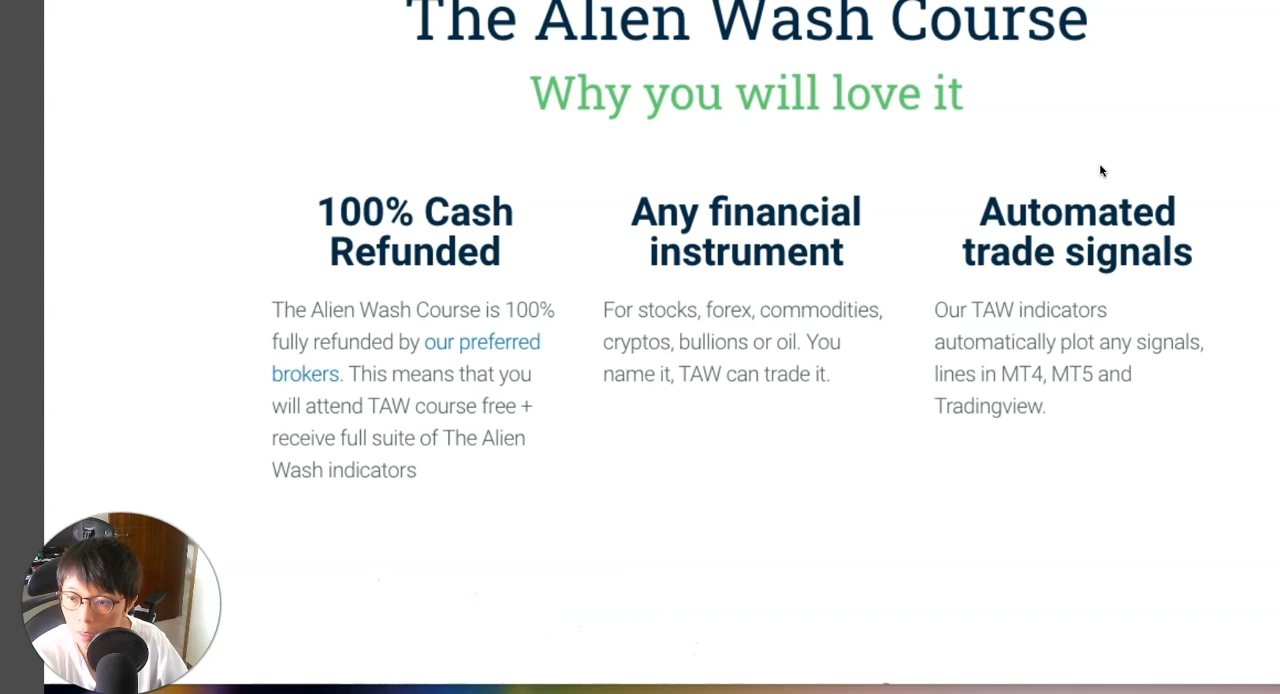 The Alien Wash Course
Why you will love it
100% Cash
Refunded
The Alien Wash Course is 100%
fully refunded by our preferred
brokers. This means that you
will attend TAW course free +
receive full suite of The Alien
Wash indicators
Any financial
instrument
For stocks, forex, commodities,
cryptos, bullions or oil. You
name it, TAW can trade it.
Automated
trade signals
Our TAW indicators
automatically plot any signals,
lines in MT4, MT5 and
Tradingview.